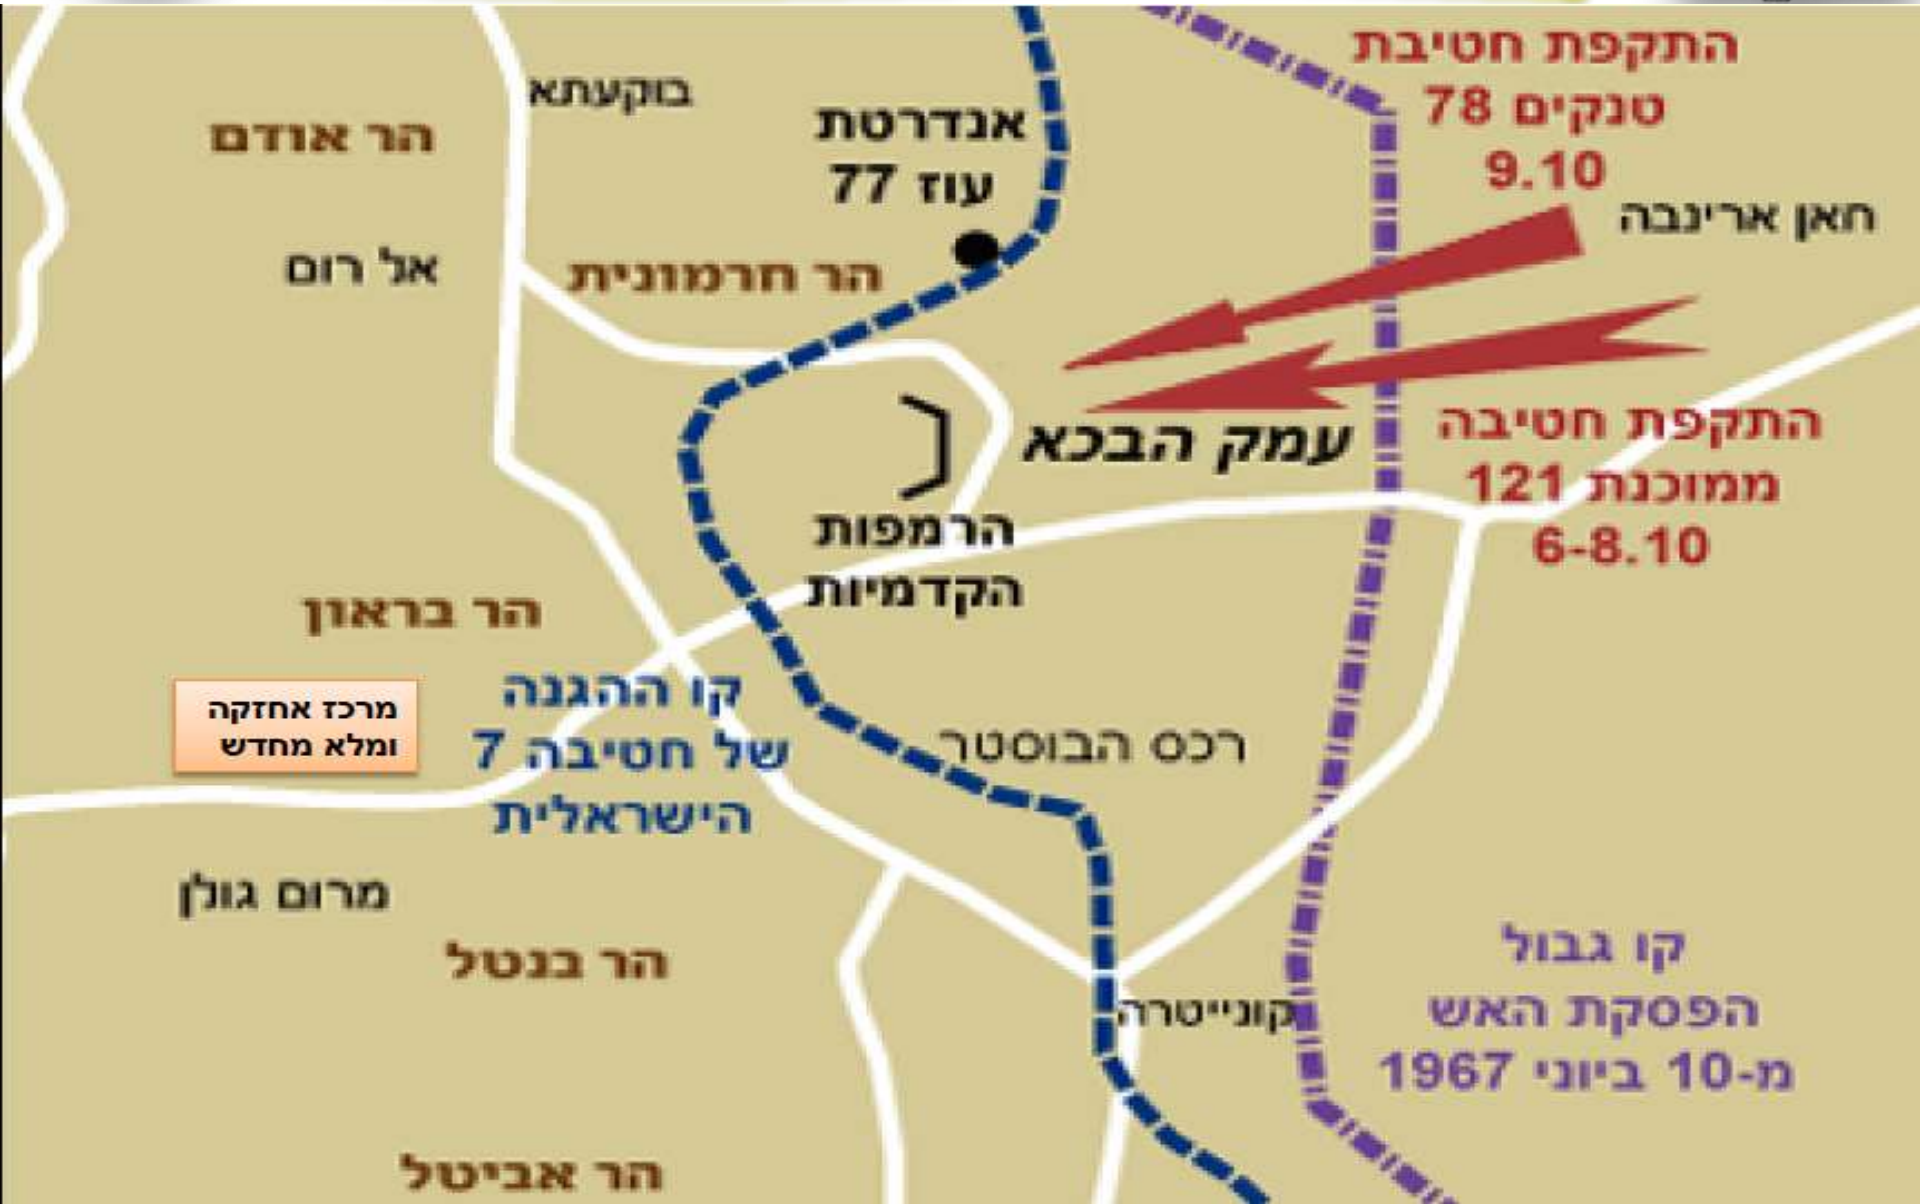 התקפת חטיבת
טנקים 78
9.10
בוקעתא
הר אודם
אנדרטת
עוז 77
חאן ארינבה
אל רום
הר חרמונית
התקפת חטיבה
ממוכנת 121
6-8.10
עמק הבכא
הרמפות
הקדמיות
הר בראון
מרכז אחזקה
ומלא מחדש
קו ההגנה
של חטיבה 7
הישראלית
רכס הבוסטר
מרום גולן
הר בנטל
קו גבול
הפסקת האש
מ-10 ביוני 1967
קונייטרה
הר אביטל